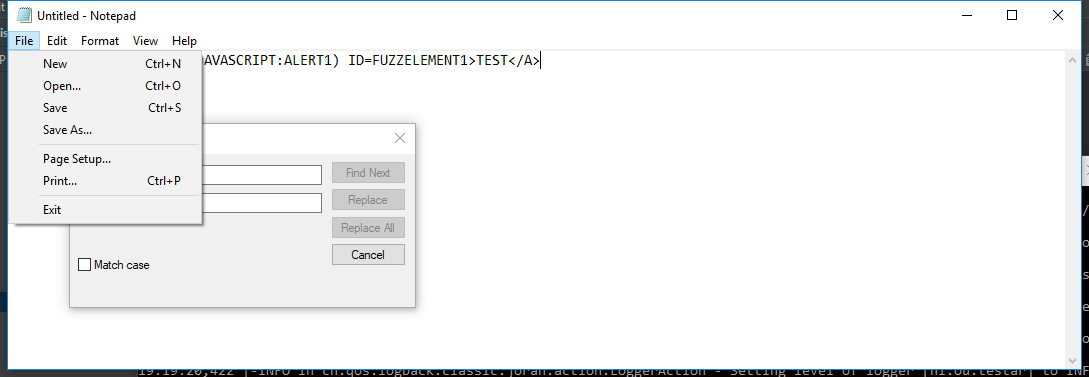 Untitled - Notepad
File Edit Format View Help
AVASCRIPT:ALERT1) ID=FUZZELEMENT1>TEST</A>
New Ctrl+N
Open... Ctrl+O
Save Ctrl+S
Save As...
Page Setup...
Print... Ctrl+P
Exit
Find Next
Replace
Replace All
Cancel
Match case
19:19:20,422 |-INFO in ch.qos.logback.classic.joran.action.LoggerAction - Setting level of logger [nl.ou.testar] to INF